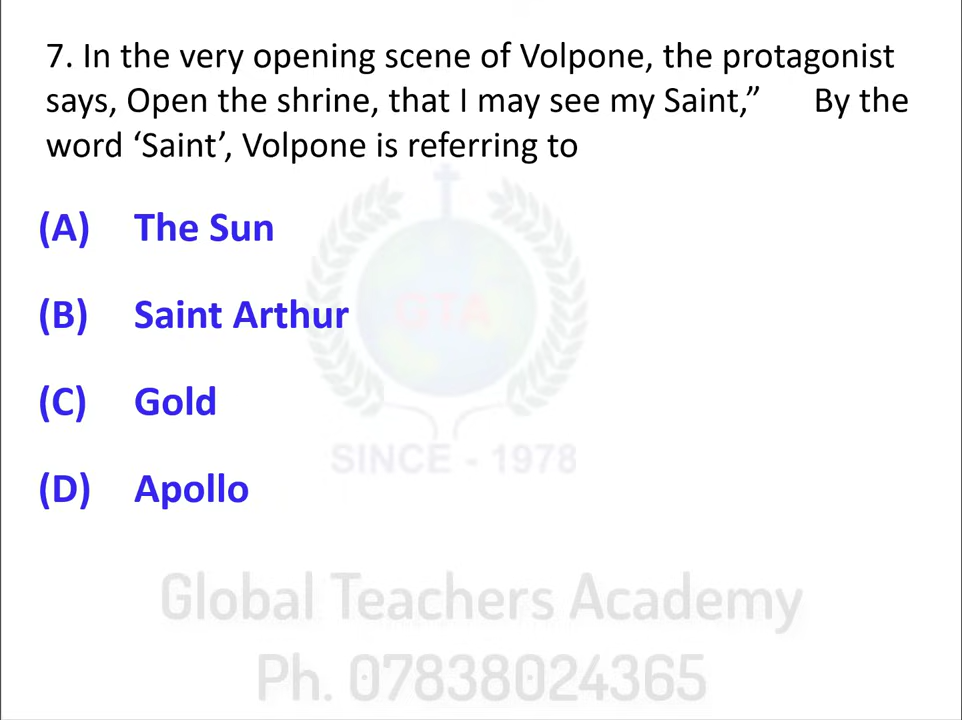 7. In the very opening scene of Volpone, the protagonist
says, Open the shrine, that I may see my Saint,” By the
word ‘Saint’, Volpone is referring to
(A) The Sun
(B) Saint Arthur
(C) Gold
(D) Apollo
GTA
SINCE - 1978
Global Teachers Academy
Ph. 07838024365